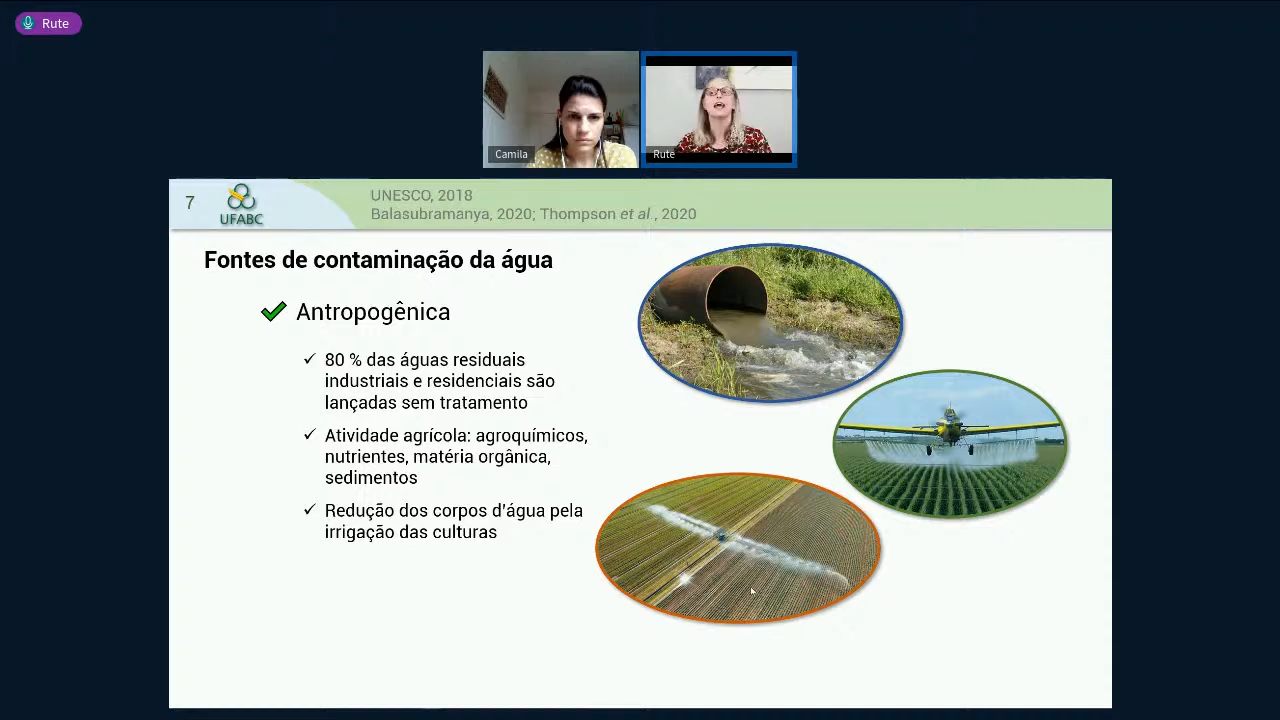 Rute
Camila
Rute
7
UFABC
UNESCO, 2018
Balasubramanya, 2020; Thompson et al., 2020
Fontes de contaminação da água
Antropogênica
80 % das águas residuais
industriais e residenciais são
lançadas sem tratamento
Atividade agrícola: agroquímicos,
nutrientes, matéria orgânica,
sedimentos
Redução dos corpos d'água pela
irrigação das culturas